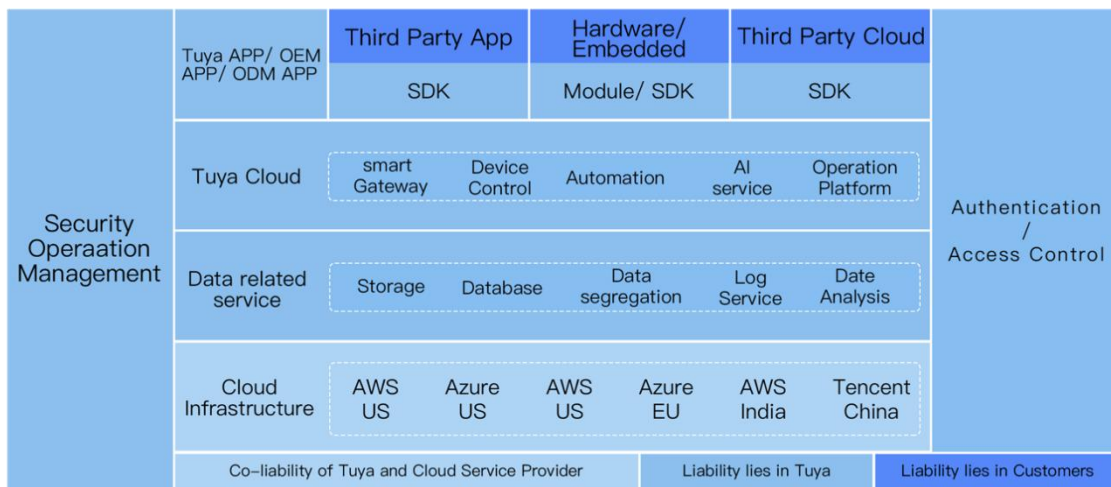 Security
Operaation
Management
Tuya APP/ OEM
APP/ ODM APP
Third Party App
SDK
Hardware/
Embedded
Module/ SDK
Third Party Cloud
SDK
Tuya Cloud
smart
Gateway
Device
Control
Automation
AI
service
Operation
Platform
Data related
service
Storage
Database
Data
segregation
Log
Service
Date
Analysis
Cloud
Infrastructure
AWS
US
Azure
US
AWS
US
Azure
EU
AWS
India
Tencent
China
Authentication
/
Access Control
Co-liability of Tuya and Cloud Service Provider
Liability lies in Tuya
Liability lies in Customers